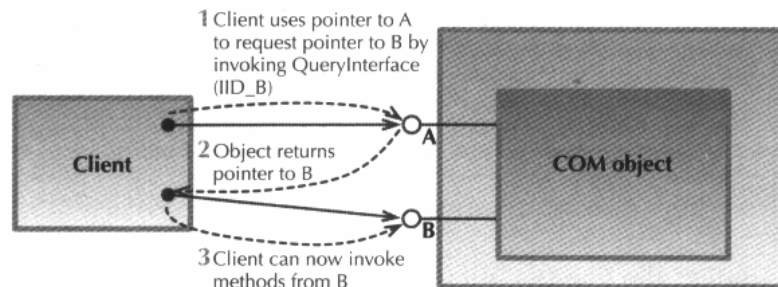 1 Client uses pointer to A
to request pointer to B by
invoking QueryInterface
(IID_B)
A
Client
2 Object returns
pointer to B
COM object
B
3 Client can now invoke
methods from B